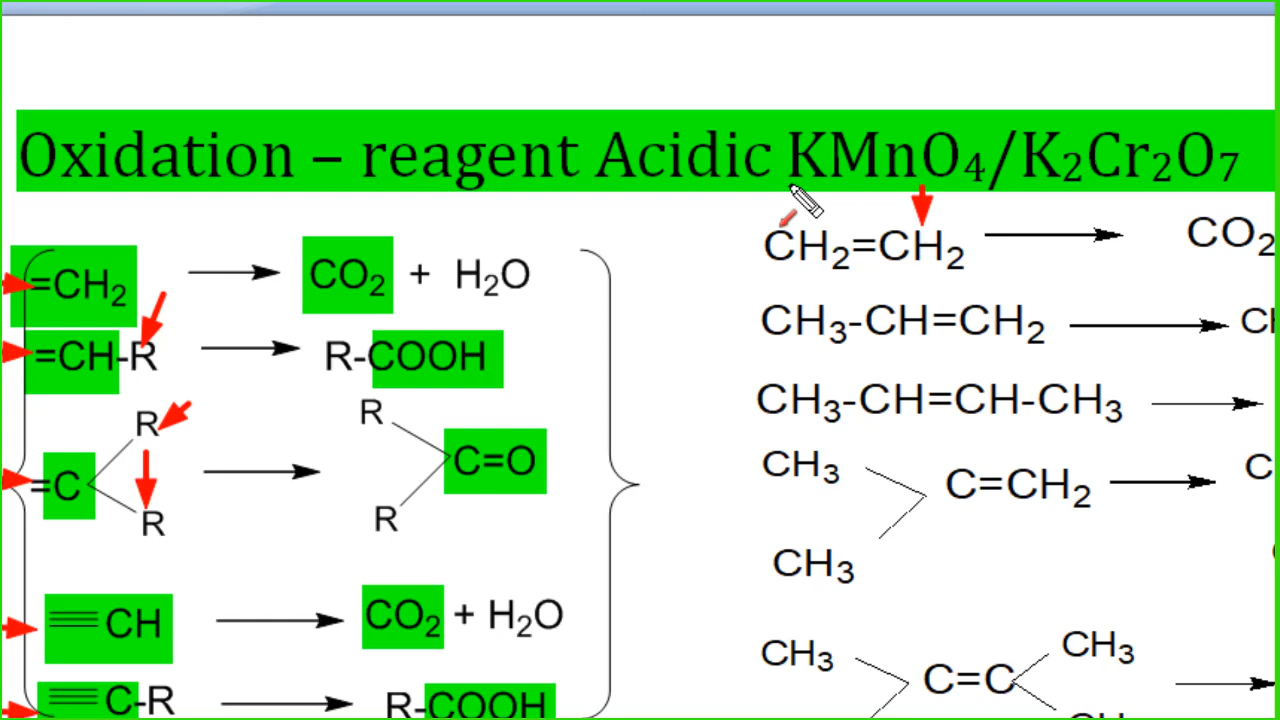 Oxidation – reagent Acidic KMnO₄/K₂Cr₂O₇
=CH₂ CO₂ + H₂O
=CH-R R-COOH
R
=C
R
R
C=O
R
≡CH CO₂ + H₂O
≡C-R R-COOH
CH₂=CH₂ CO₂
CH₃-CH=CH₂
CH₃-CH=CH-CH₃
CH₃
C=CH₂
CH₃
CH₃ CH₃
C=C